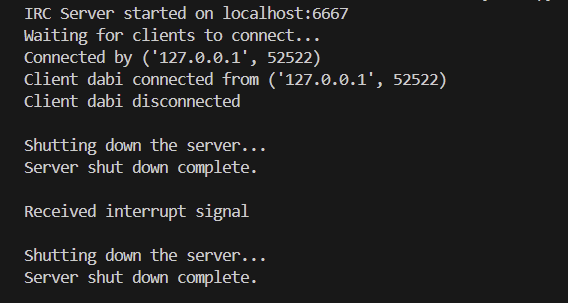 IRC Server started on localhost:6667
Waiting for clients to connect...
Connected by ('127.0.0.1', 52522)
Client dabi connected from ('127.0.0.1', 52522)
Client dabi disconnected
Shutting down the server...
Server shut down complete.
Received interrupt signal
Shutting down the server...
Server shut down complete.